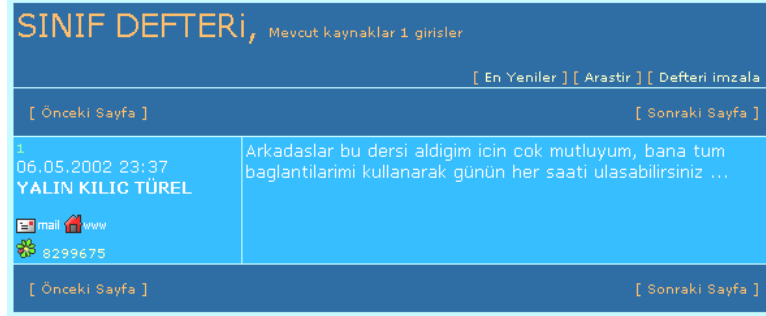 SINIF DEFTERi, Mevcut kaynaklar 1 girisler
[ En Yeniler ] [ Arastir ] [ Defteri imzala
[ Önceki Sayfa ] [ Sonraki Sayfa ]
1
06.05.2002 23:37
YALIN KILIC TÜREL
mail www
8299675
Arkadaslar bu dersi aldigim icin cok mutluyum, bana tum
baglantilarimi kullanarak günün her saati ulasabilirsiniz ...
[ Önceki Sayfa ] [ Sonraki Sayfa ]